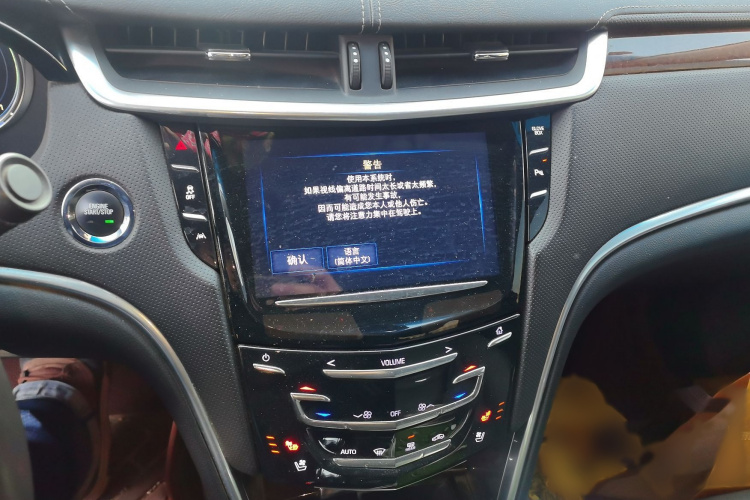 GLOVE
BOX
警告
使用本系统时,
如果视线偏离道路时间太长或者太频繁,
有可能发生事故,
因而可能造成您本人或他人伤亡。
请您将注意力集中在驾驶上。
确认
语言
(简体中文)
ENGINE
START/STOP
OFF
VOLUME
OFF
AUTO